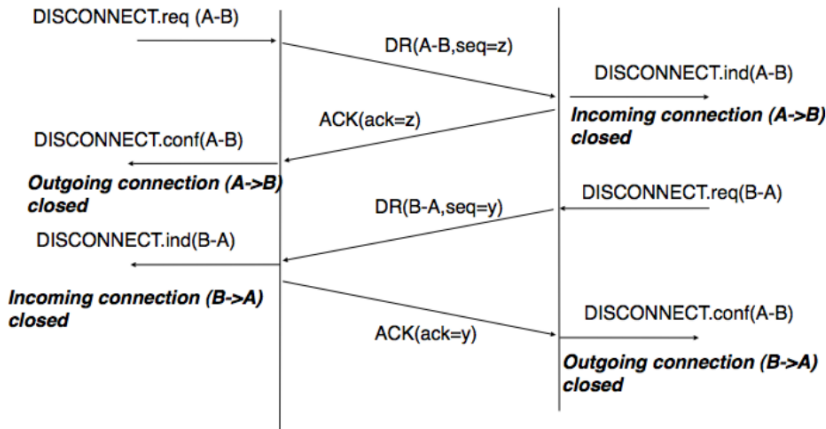 DISCONNECT.req (A-B)
DR(A-B,seq=z)
DISCONNECT.ind(A-B)
Incoming connection (A->B)
closed
ACK(ack=z)
DISCONNECT.conf(A-B)
Outgoing connection (A->B)
closed
DISCONNECT.req(B-A)
DR(B-A,seq=y)
DISCONNECT.ind(B-A)
Incoming connection (B->A)
closed
ACK(ack=y)
DISCONNECT.conf(A-B)
Outgoing connection (B->A)
closed